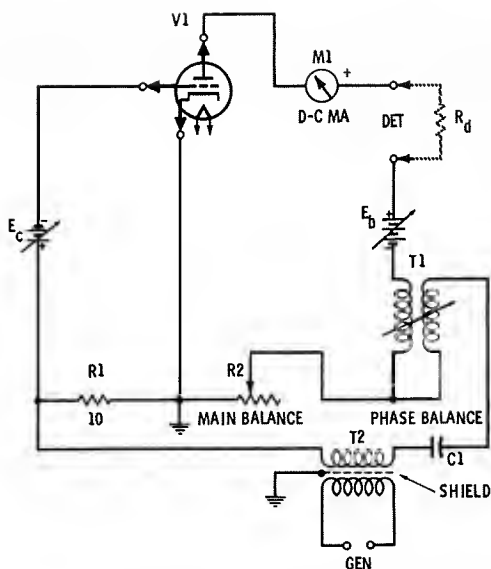 V1
M1
+
D-C MA
DET
Rd
Ec
-
+
Eb
+
T1
R1
10
R2
MAIN BALANCE
PHASE BALANCE
T2
C1
SHIELD
GEN